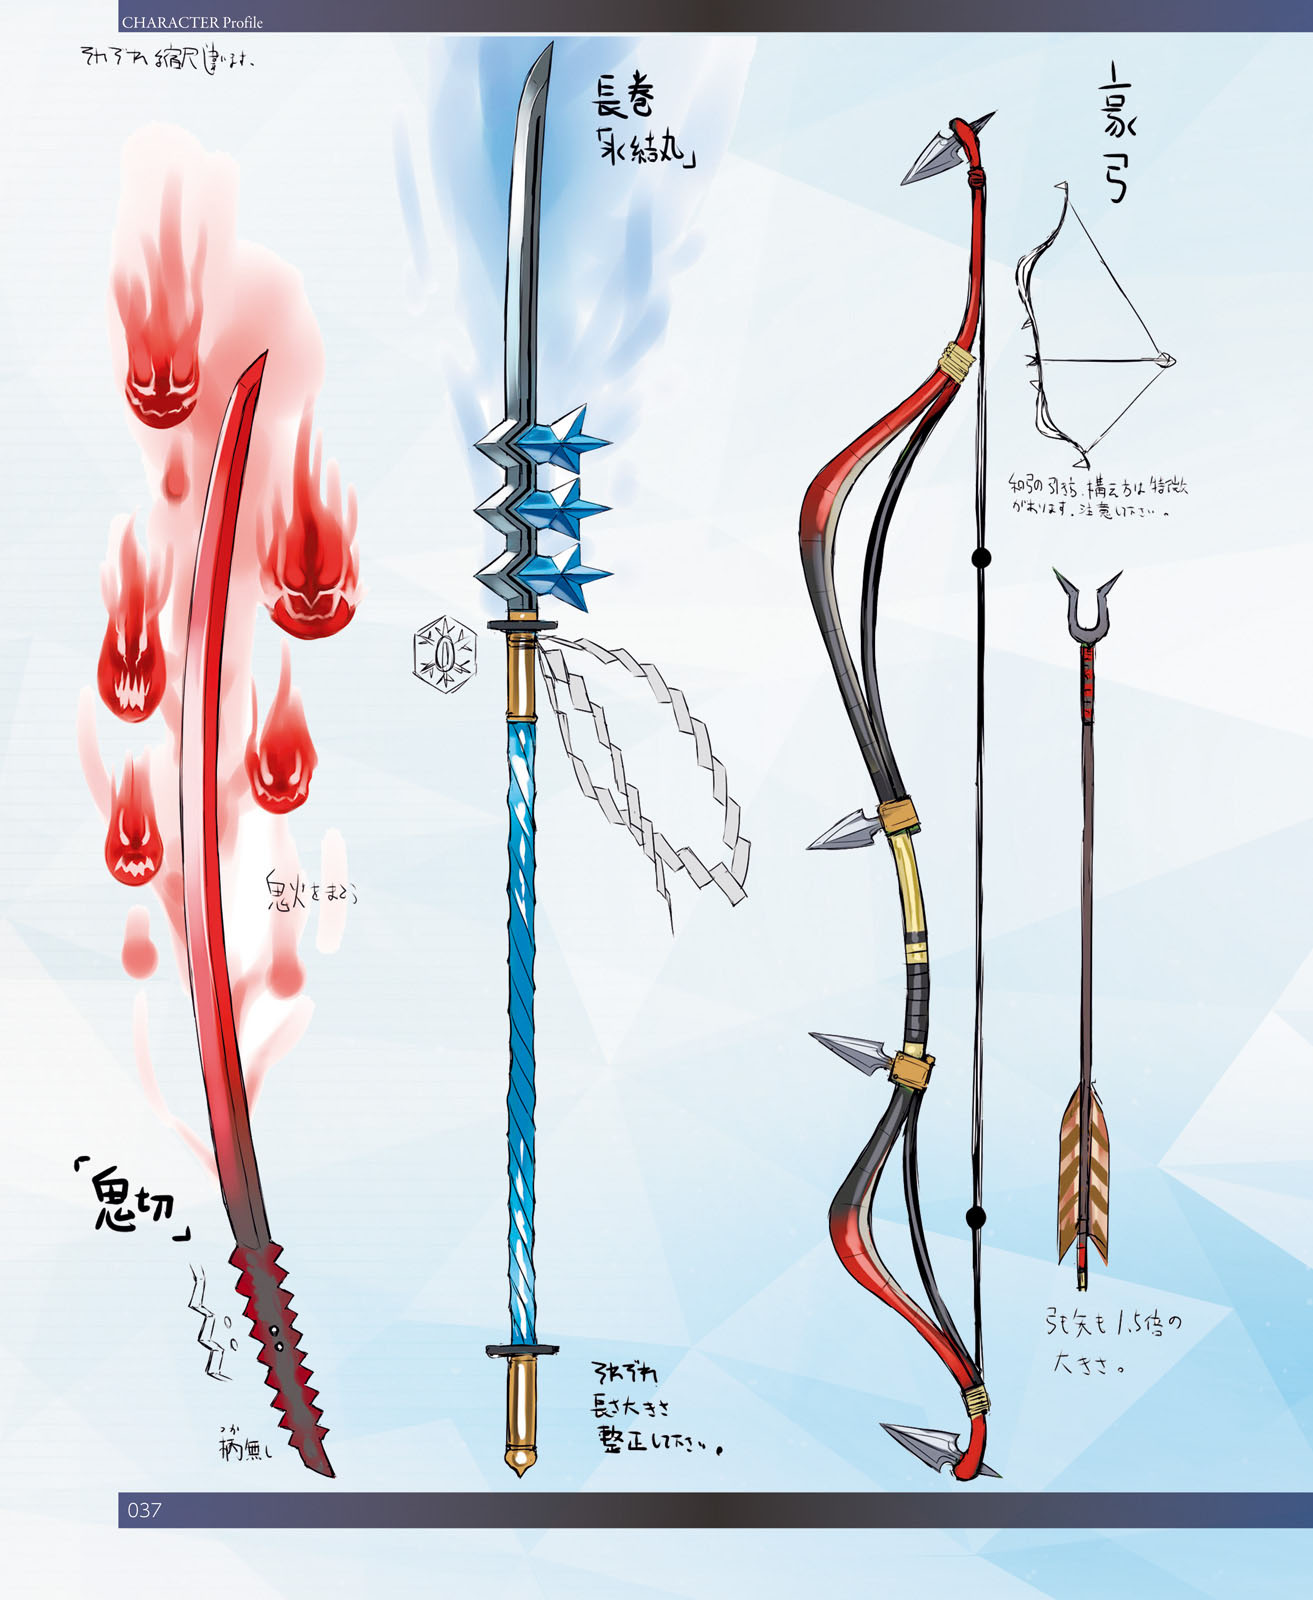 CHARACTER Profile
それぞれ縮尺違います、
長巻
「氷結丸」
豪弓
和弓の引き方、構え方は特徴
があります。注意して下さい。
鬼火をまとう
「鬼切」
つか
柄無し
それぞれ
長さ大きさ
整正して下さい。
弓も矢も1.5倍の
大きさ。
037